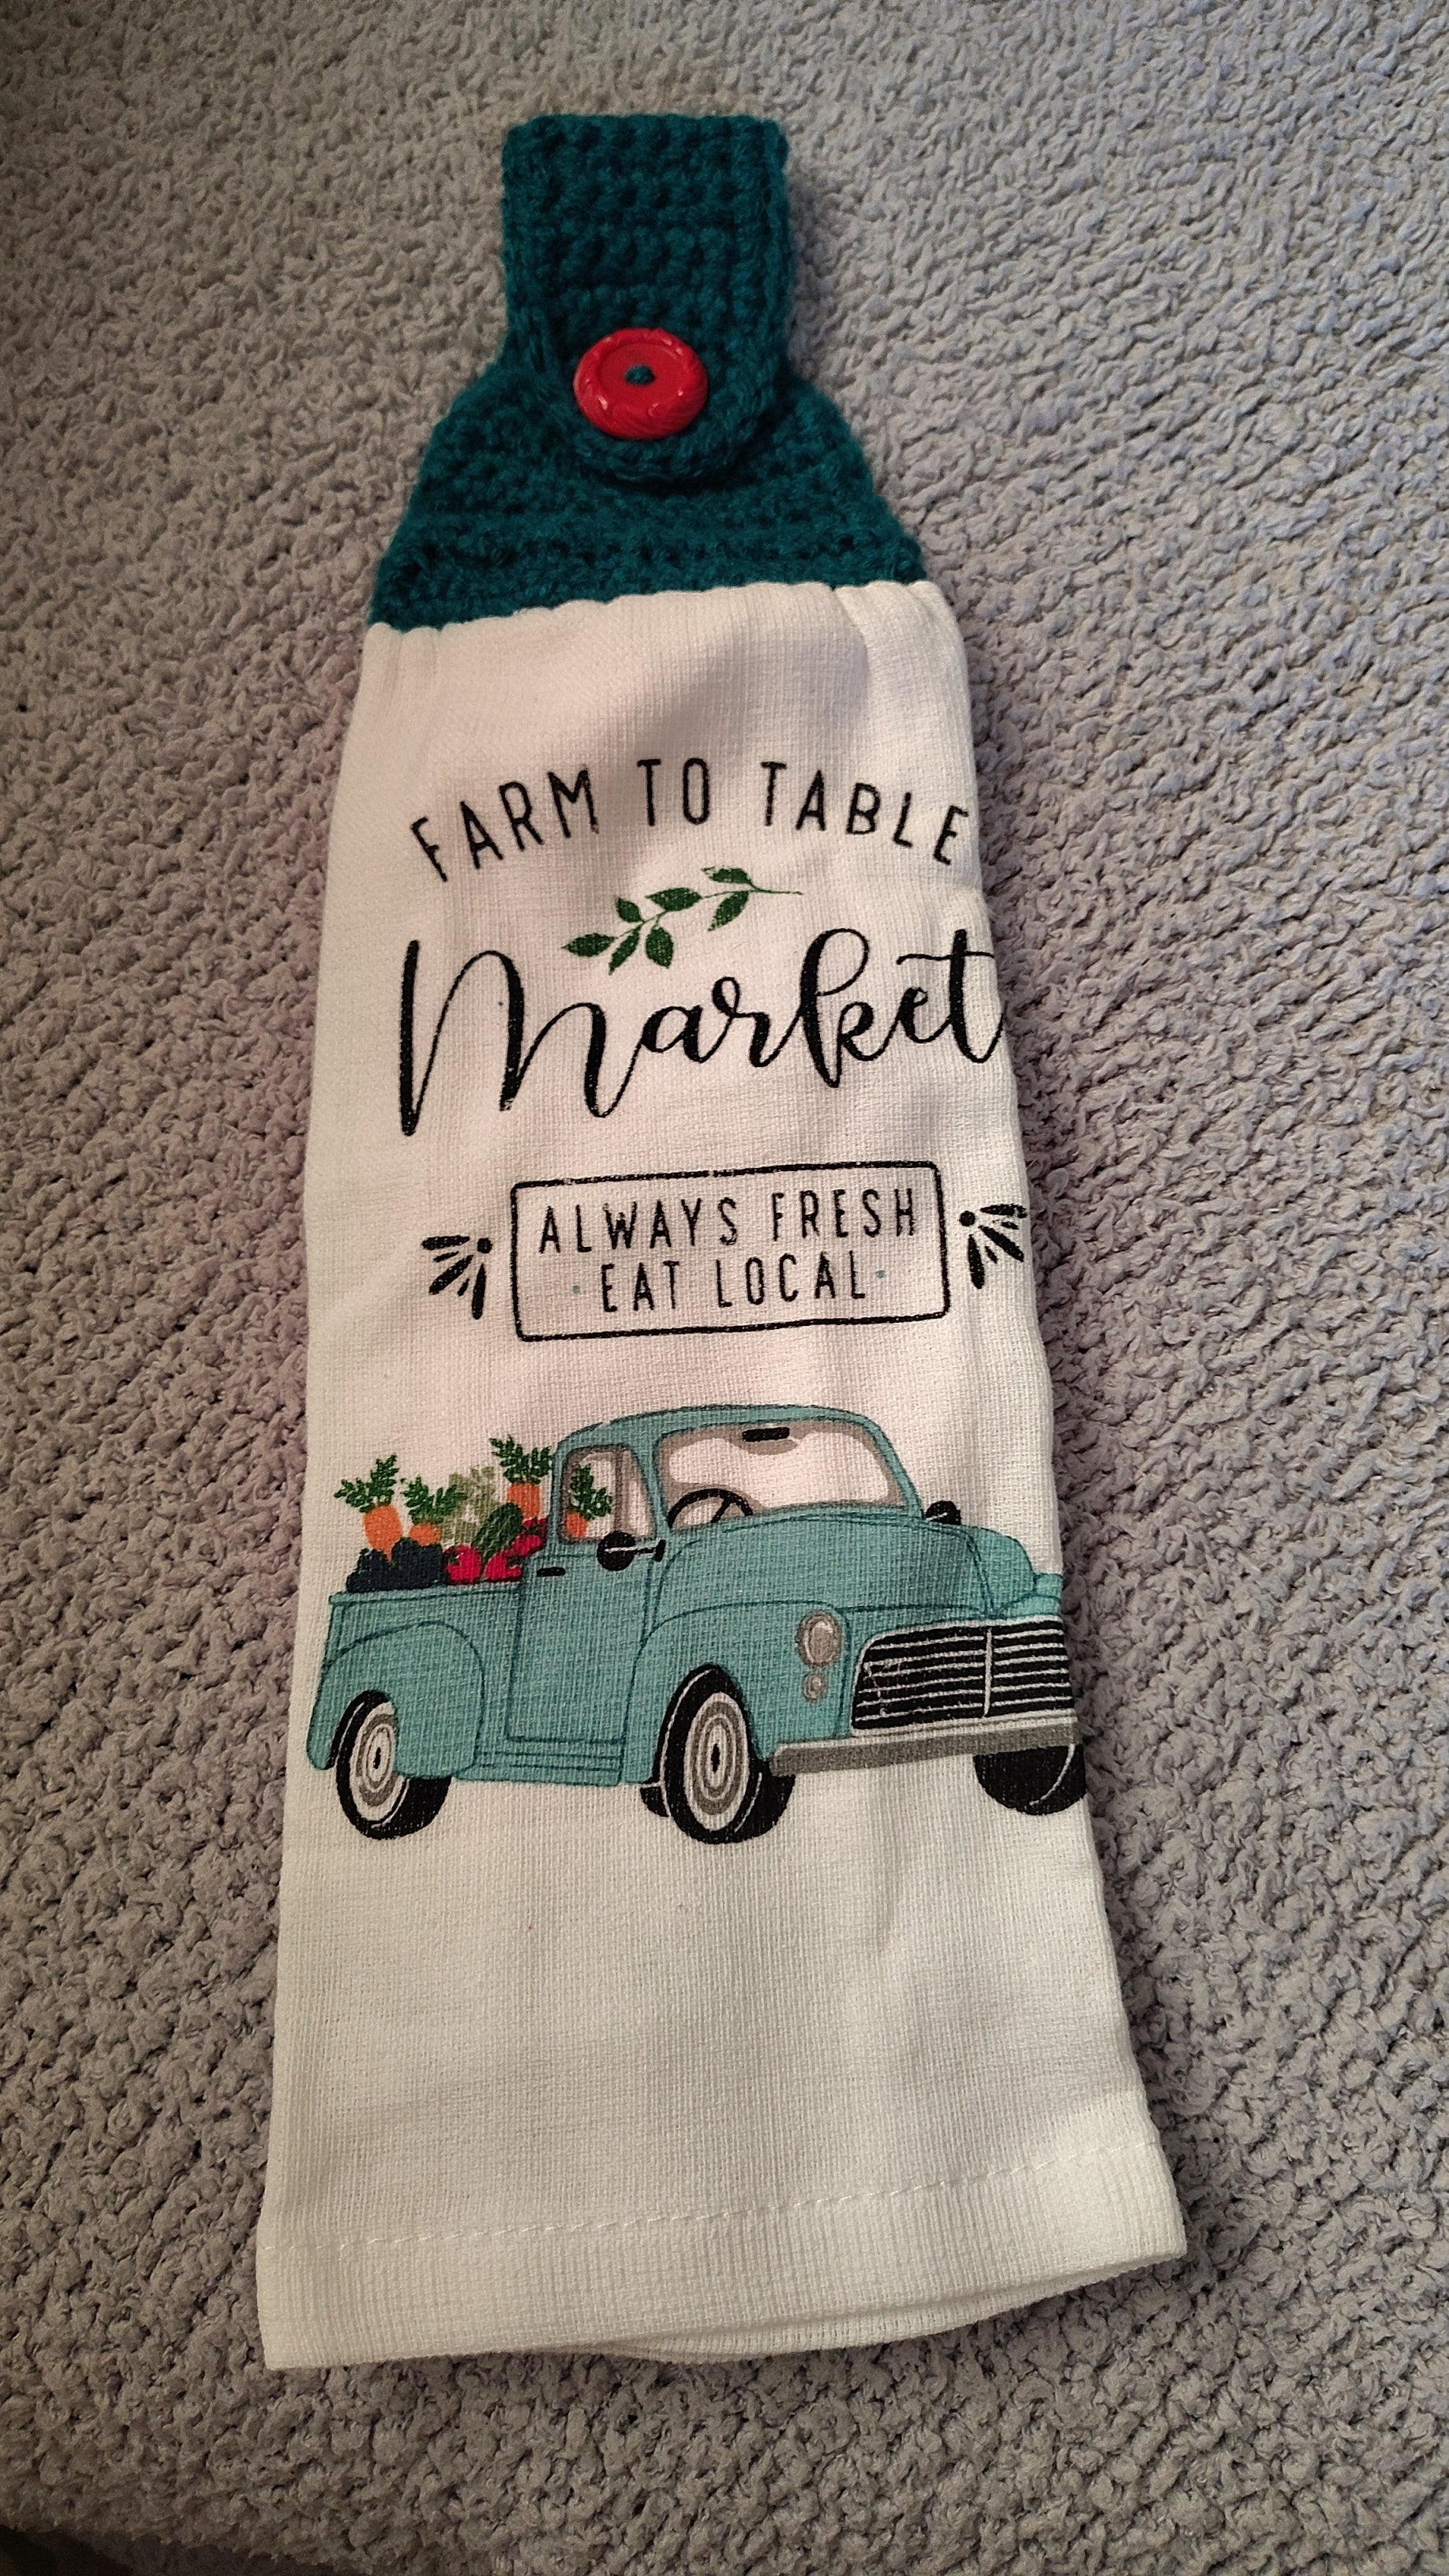 FARM TO TABLE
Market
ALWAYS FRESH
· EAT LOCAL ·